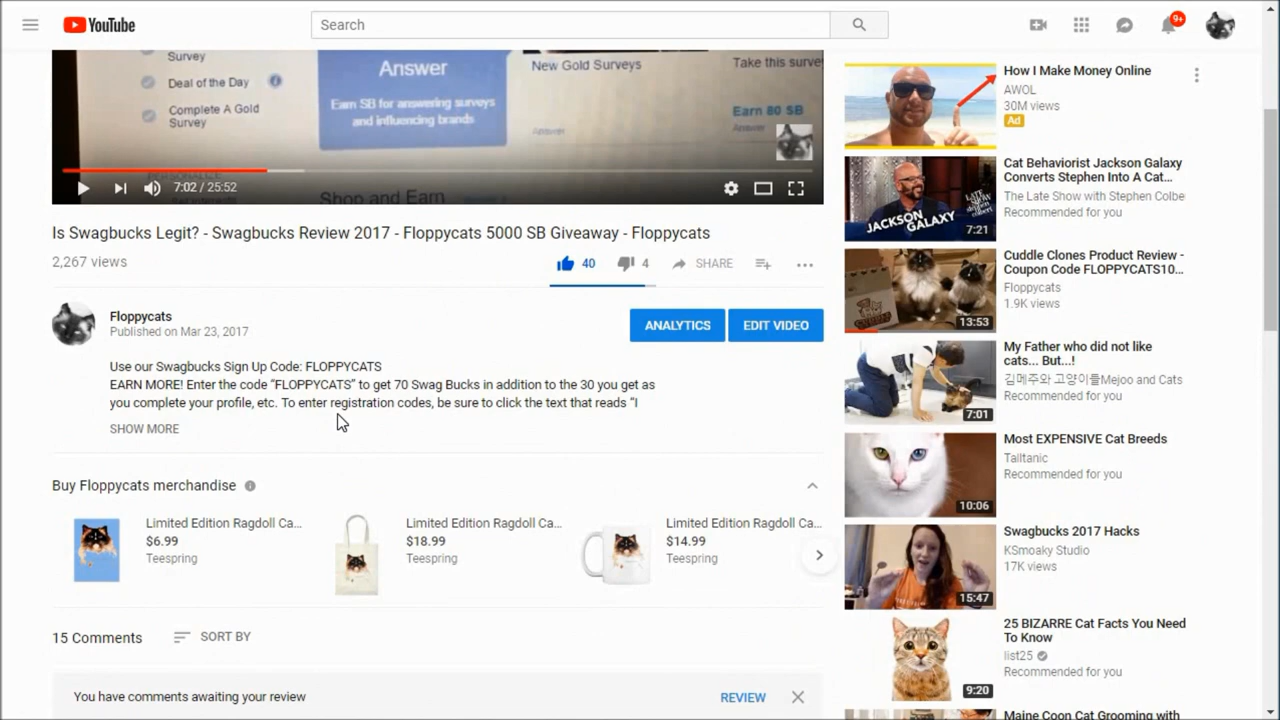 YouTube
Search
9+
Survey
Deal of the Day
Complete A Gold
Survey
Answer
Earn SB for answering surveys
and influencing brands
New Gold Surveys
Answer
Take this survey
Earn 80 SB
Answer
Shop and Earn
7:02 / 25:52
Is Swagbucks Legit? - Swagbucks Review 2017 - Floppycats 5000 SB Giveaway - Floppycats
2,267 views
40
4
SHARE
Floppycats
Published on Mar 23, 2017
ANALYTICS
EDIT VIDEO
Use our Swagbucks Sign Up Code: FLOPPYCATS
EARN MORE! Enter the code “FLOPPYCATS” to get 70 Swag Bucks in addition to the 30 you get as
you complete your profile, etc. To enter registration codes, be sure to click the text that reads “I
SHOW MORE
Buy Floppycats merchandise
Limited Edition Ragdoll Ca...
$6.99
Teespring
Limited Edition Ragdoll Ca...
$18.99
Teespring
Limited Edition Ragdoll Ca...
$14.99
Teespring
15 Comments
SORT BY
You have comments awaiting your review
REVIEW
How I Make Money Online
AWOL
30M views
Ad
JACKSON GALAXY
LATE SHOW
7:21
Cat Behaviorist Jackson Galaxy
Converts Stephen Into A Cat...
The Late Show with Stephen Colbe
Recommended for you
13:53
Cuddle Clones Product Review -
Coupon Code FLOPPYCATS10...
Floppycats
1.9K views
7:01
My Father who did not like
cats... But...!
김메주와 고양이들Mejoo and Cats
Recommended for you
10:06
Most EXPENSIVE Cat Breeds
Talltanic
Recommended for you
15:47
Swagbucks 2017 Hacks
KSmoaky Studio
17K views
9:20
25 BIZARRE Cat Facts You Need
To Know
list25
Recommended for you
Maine Coon Cat Grooming with